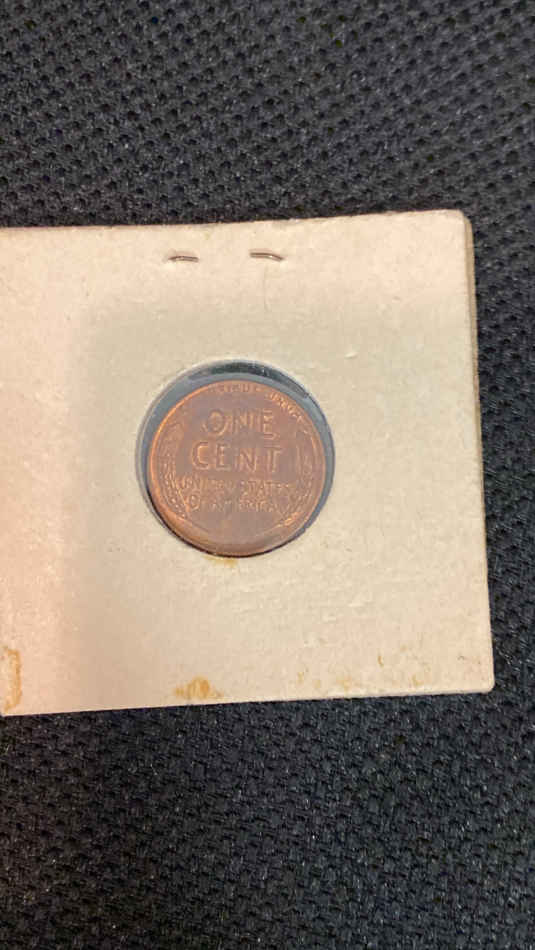 ONE
CENT
UNITED STATES
OF AMERICA